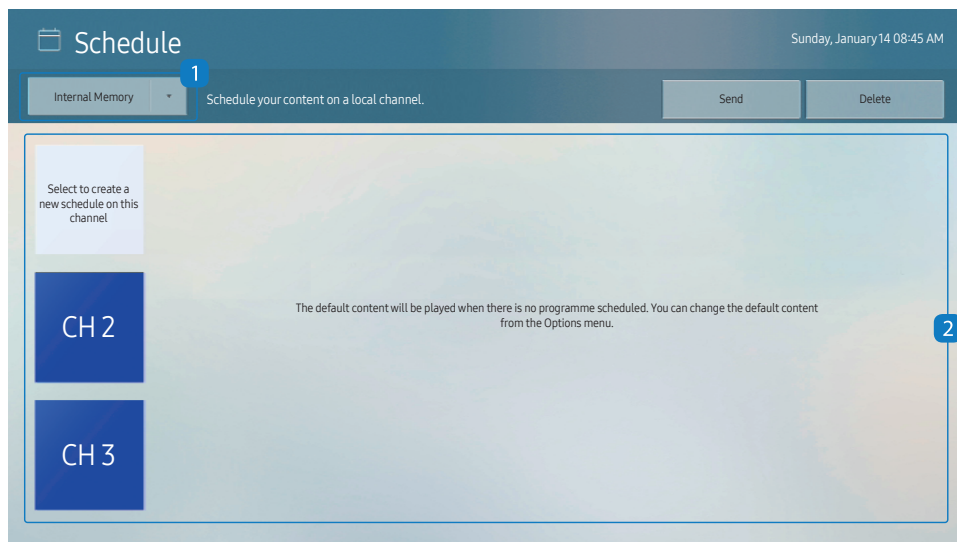 Schedule
Sunday, January 14 08:45 AM
1
Internal Memory
Schedule your content on a local channel.
Send
Delete
Select to create a
new schedule on this
channel
CH 2
The default content will be played when there is no programme scheduled. You can change the default content
from the Options menu.
2
CH 3